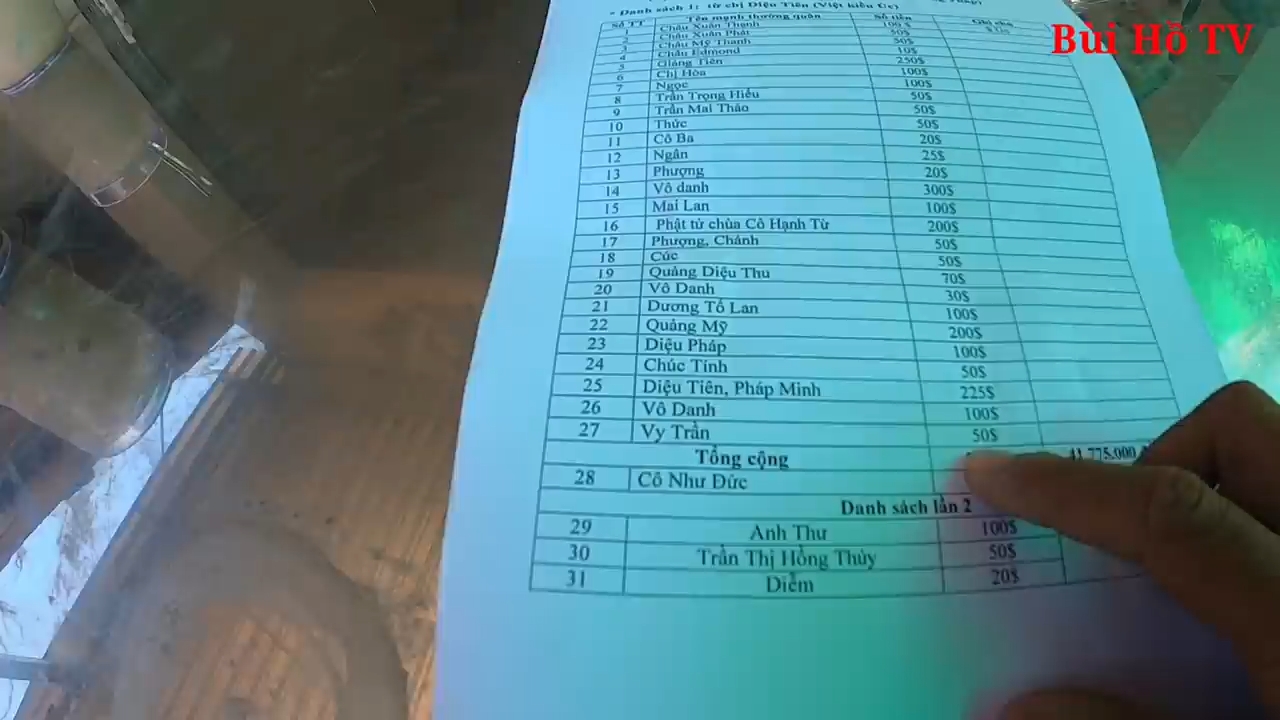 Danh sách 1: từ chị Diệu Tiên (Việt kiều Úc)
Số TT Tên mạnh thường quân Số tiền Ghi chú
1 Châu Xuân Thạnh 100 $
2 Châu Xuân Phát 50$
3 Châu Mỹ Thanh 50$
4 Châu Edmond 10$
5 Giáng Tiên 250$
6 Chị Hòa 100$
7 Ngọc 100$
8 Trần Trọng Hiếu 50$
9 Trần Mai Thảo 50$
10 Thức 50$
11 Cô Ba 20$
12 Ngân 25$
13 Phượng 20$
14 Vô danh 300$
15 Mai Lan 100$
16 Phật tử chùa Cô Hạnh Từ 200$
17 Phượng, Chánh 50$
18 Cúc 50$
19 Quảng Diệu Thu 70$
20 Vô Danh 30$
21 Dương Tố Lan 100$
22 Quảng Mỹ 200$
23 Diệu Pháp 100$
24 Chúc Tính 50$
25 Diệu Tiên, Pháp Minh 225$
26 Vô Danh 100$
27 Vy Trần 50$
Tổng cộng 41.775.000
28 Cô Như Đức
Danh sách lần 2
29 Anh Thư 100$
30 Trần Thị Hồng Thủy 50$
31 Diễm 20$
Bùi Hồ TV